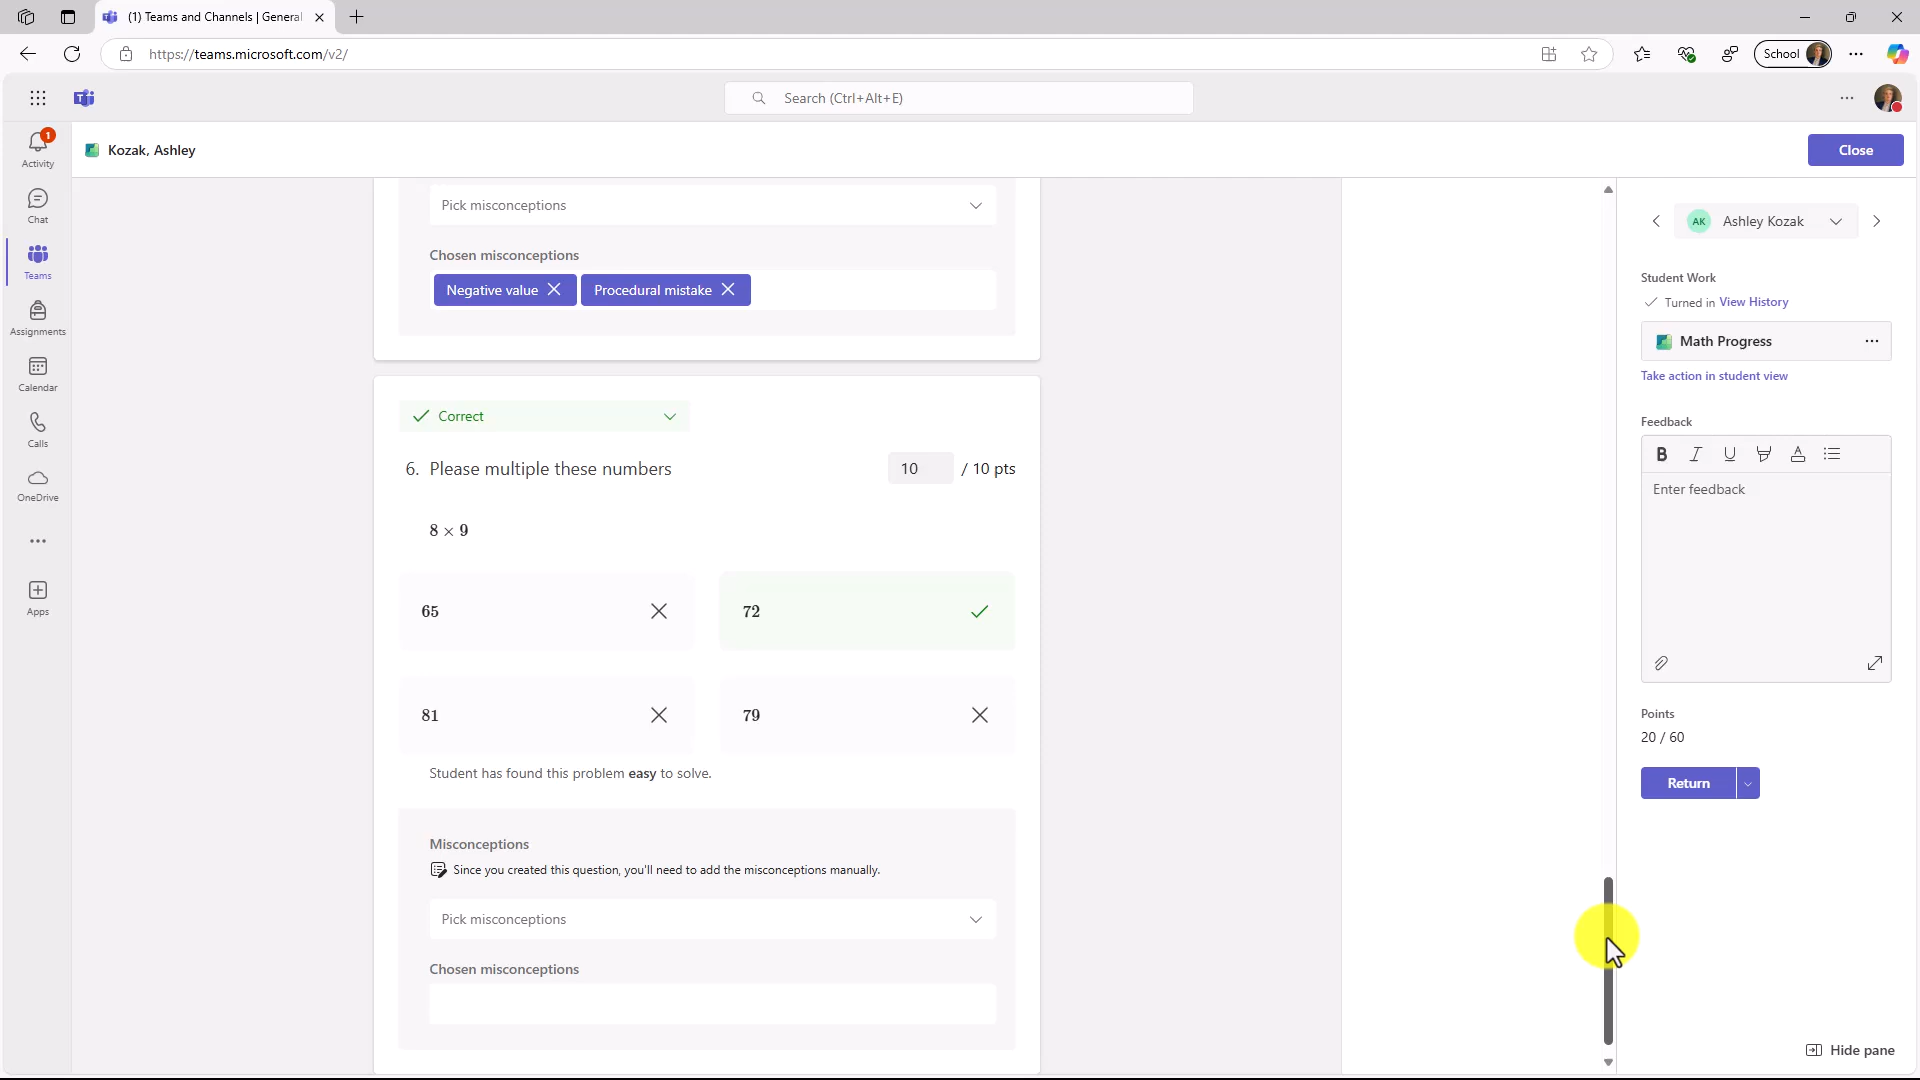 (1) Teams and Channels | General
https://teams.microsoft.com/v2/
School
Search (Ctrl+Alt+E)
1
Activity
Chat
Teams
Assignments
Calendar
Calls
OneDrive
Apps
Kozak, Ashley
Close
Pick misconceptions
Chosen misconceptions
Negative value
Procedural mistake
Correct
6. Please multiple these numbers
10 / 10 pts
8 × 9
65
72
81
79
Student has found this problem easy to solve.
Misconceptions
Since you created this question, you'll need to add the misconceptions manually.
Pick misconceptions
Chosen misconceptions
AK Ashley Kozak
Student Work
Turned in View History
Math Progress
Take action in student view
Feedback
B I U A
Enter feedback
Points
20 / 60
Return
Hide pane